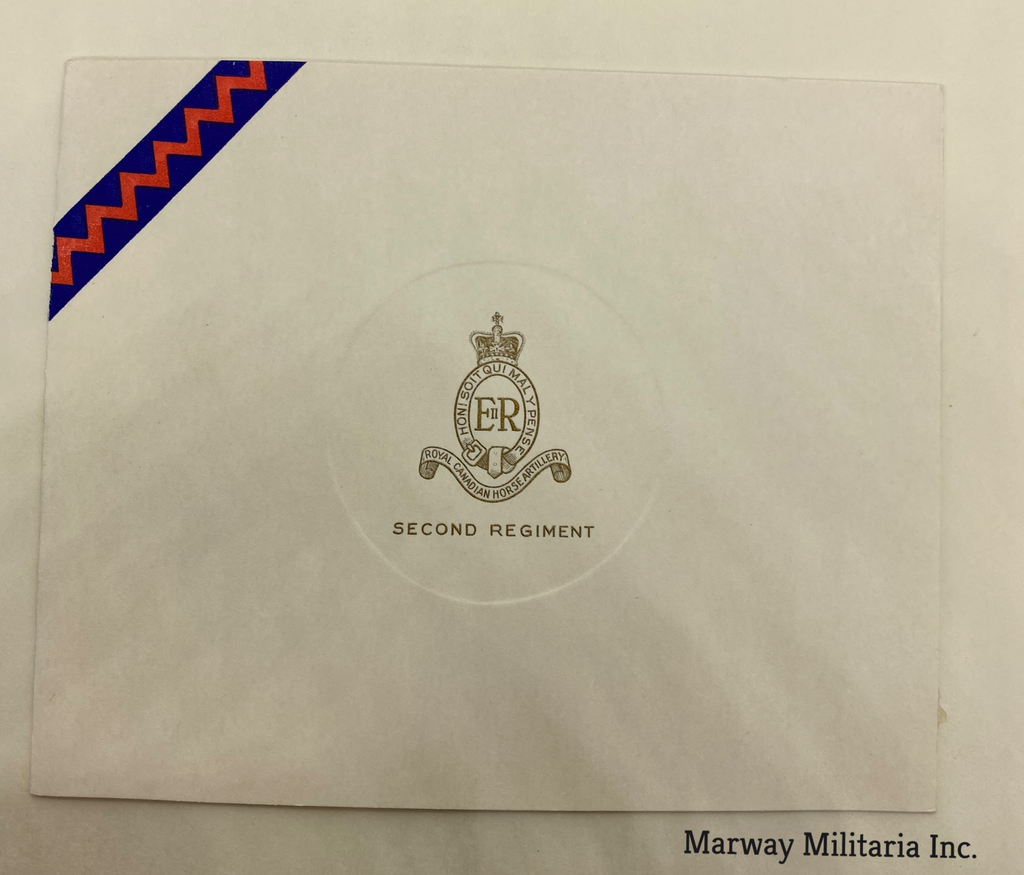 HONI SOIT QUI MAL Y PENSE
EIIR
ROYAL CANADIAN HORSE ARTILLERY
SECOND REGIMENT
Marway Militaria Inc.